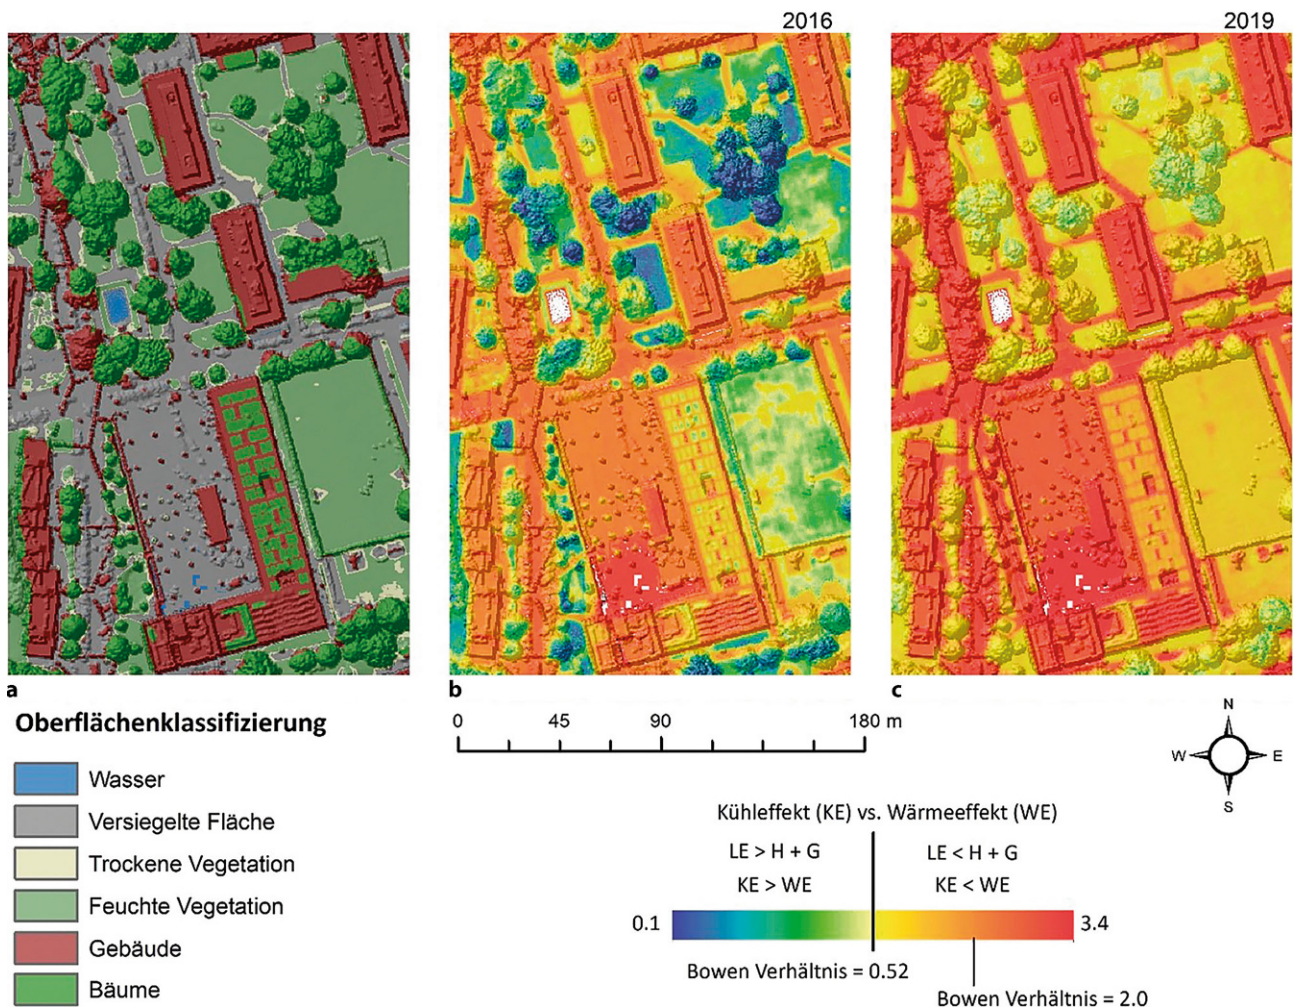 2016
2019
a
b
c
Oberflächenklassifizierung
Wasser
Versiegelte Fläche
Trockene Vegetation
Feuchte Vegetation
Gebäude
Bäume
0 45 90 180 m
N
W E
S
Kühleffekt (KE) vs. Wärmeeffekt (WE)
LE > H + G LE < H + G
KE > WE KE < WE
0.1 3.4
Bowen Verhältnis = 0.52
Bowen Verhältnis = 2.0